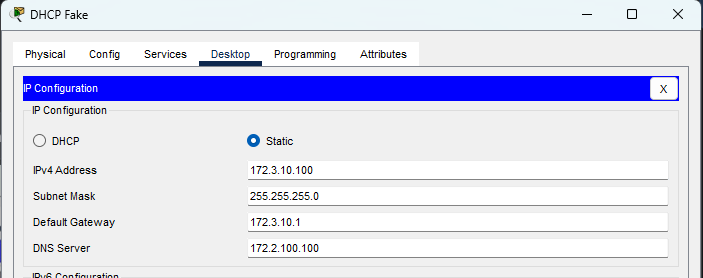 DHCP Fake
Physical Config Services Desktop Programming Attributes
IP Configuration X
IP Configuration
DHCP Static
IPv4 Address 172.3.10.100
Subnet Mask 255.255.255.0
Default Gateway 172.3.10.1
DNS Server 172.2.100.100
IPv6 Configuration